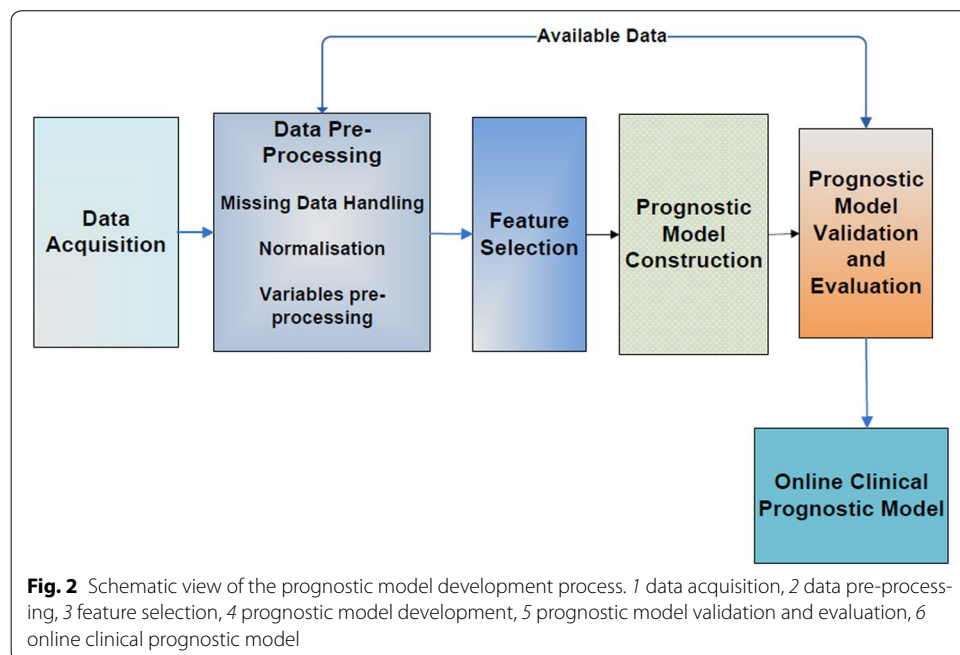 Available Data
Data
Acquisition
Data Pre-
Processing
Missing Data Handling
Normalisation
Variables pre-
processing
Feature
Selection
Prognostic
Model
Construction
Prognostic
Model
Validation
and
Evaluation
Online Clinical
Prognostic Model
Fig. 2 Schematic view of the prognostic model development process. 1 data acquisition, 2 data pre-process-
ing, 3 feature selection, 4 prognostic model development, 5 prognostic model validation and evaluation, 6
online clinical prognostic model